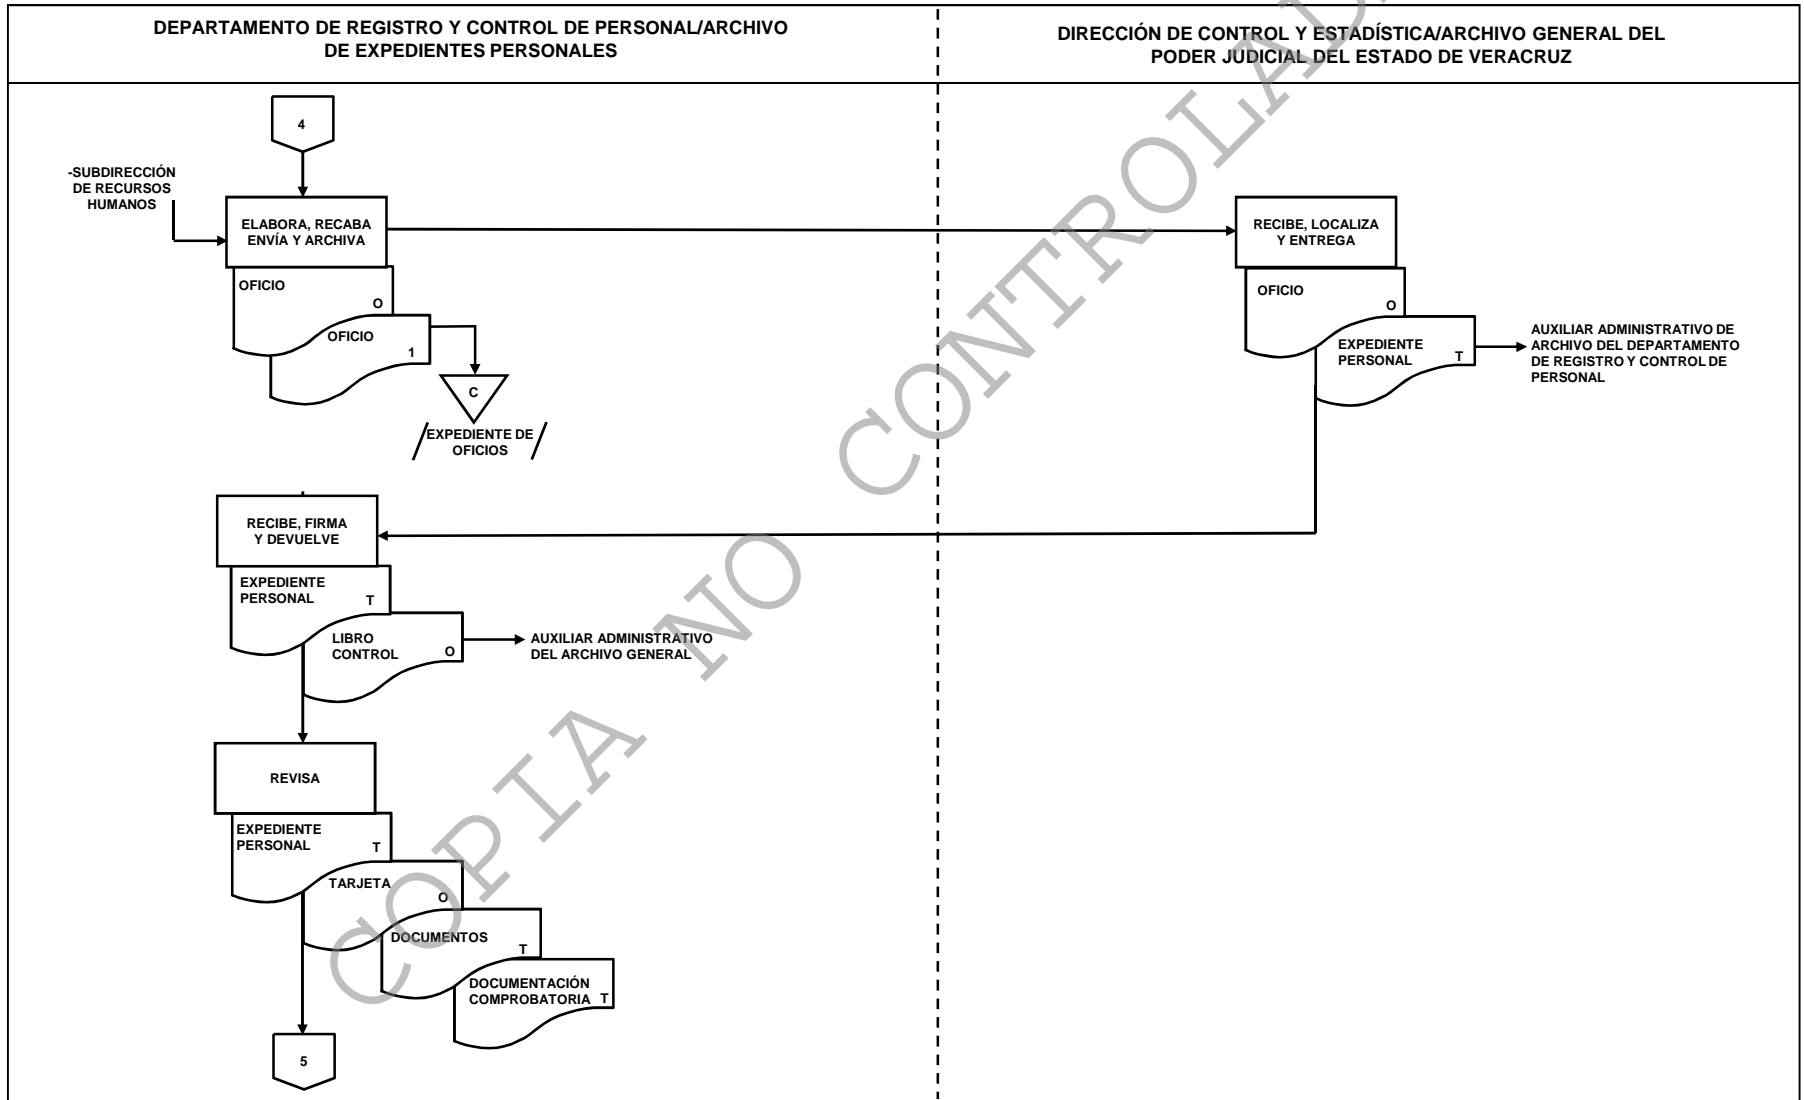 DEPARTAMENTO DE REGISTRO Y CONTROL DE PERSONAL/ARCHIVO
DE EXPEDIENTES PERSONALES
DIRECCIÓN DE CONTROL Y ESTADÍSTICA/ARCHIVO GENERAL DEL
PODER JUDICIAL DEL ESTADO DE VERACRUZ
4
-SUBDIRECCIÓN
DE RECURSOS
HUMANOS
ELABORA, RECABA
ENVÍA Y ARCHIVA
OFICIO
O
OFICIO
1
C
EXPEDIENTE DE
OFICIOS
RECIBE, LOCALIZA
Y ENTREGA
OFICIO
O
EXPEDIENTE
PERSONAL
T
AUXILIAR ADMINISTRATIVO DE
ARCHIVO DEL DEPARTAMENTO
DE REGISTRO Y CONTROL DE
PERSONAL
RECIBE, FIRMA
Y DEVUELVE
EXPEDIENTE
PERSONAL
T
LIBRO
CONTROL
O
AUXILIAR ADMINISTRATIVO
DEL ARCHIVO GENERAL
REVISA
EXPEDIENTE
PERSONAL
T
TARJETA
O
DOCUMENTOS
T
DOCUMENTACIÓN
COMPROBATORIA T
5
COPIA NO CONTROLAD